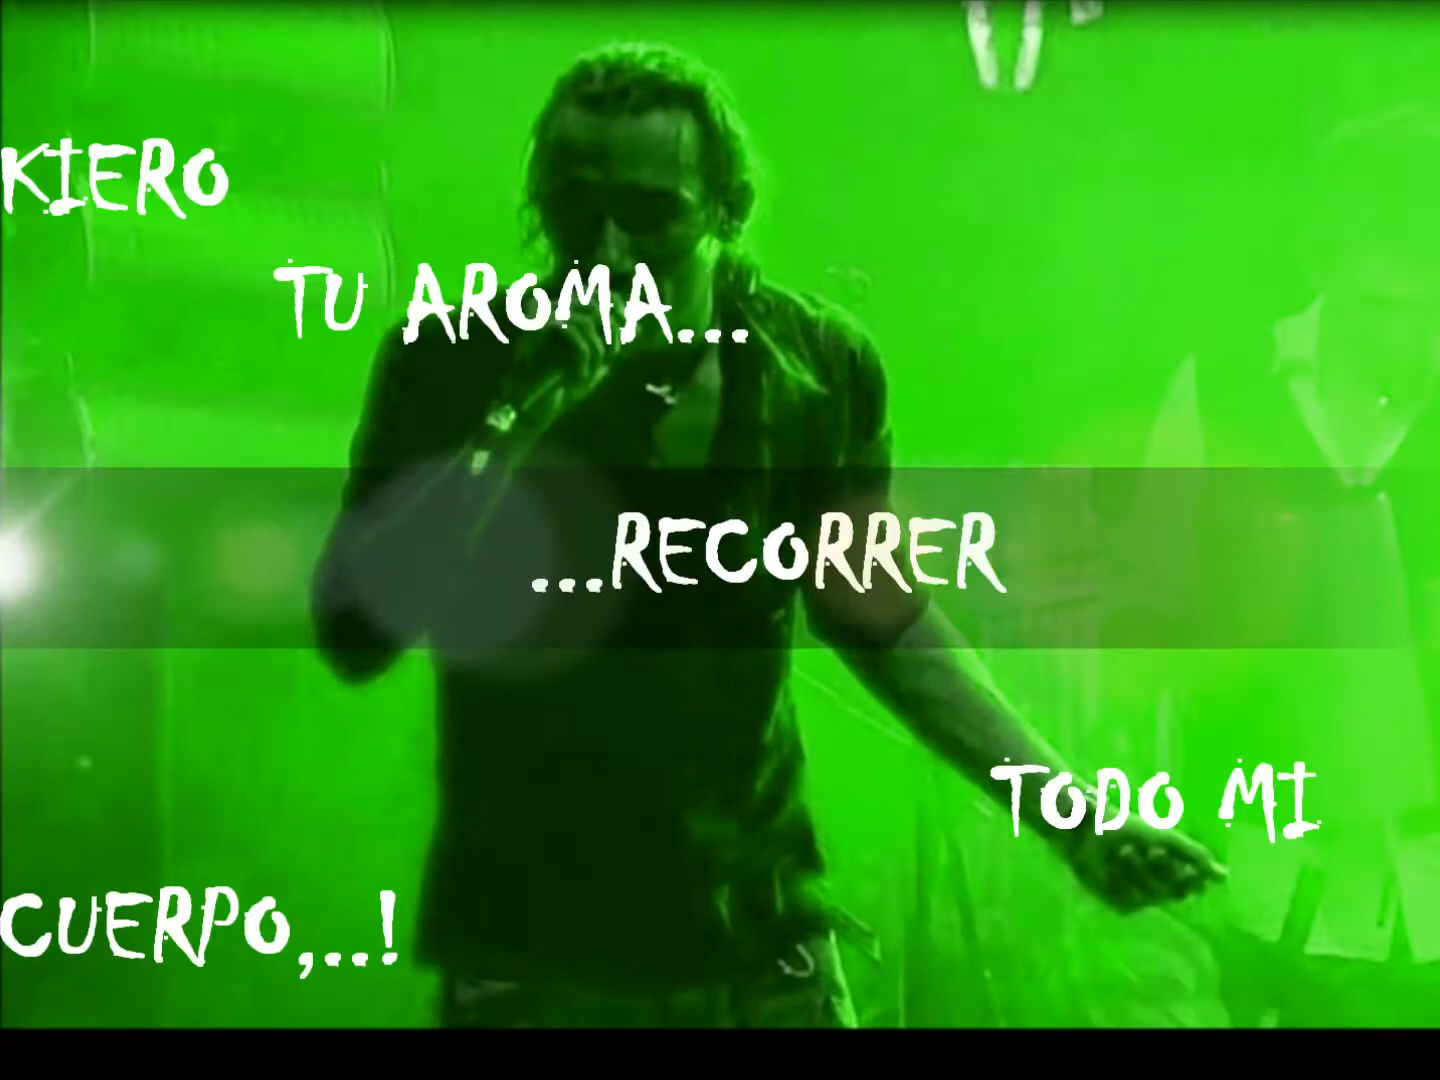 KIERO
TU AROMA...
...RECORRER
TODO MI
CUERPO,..!